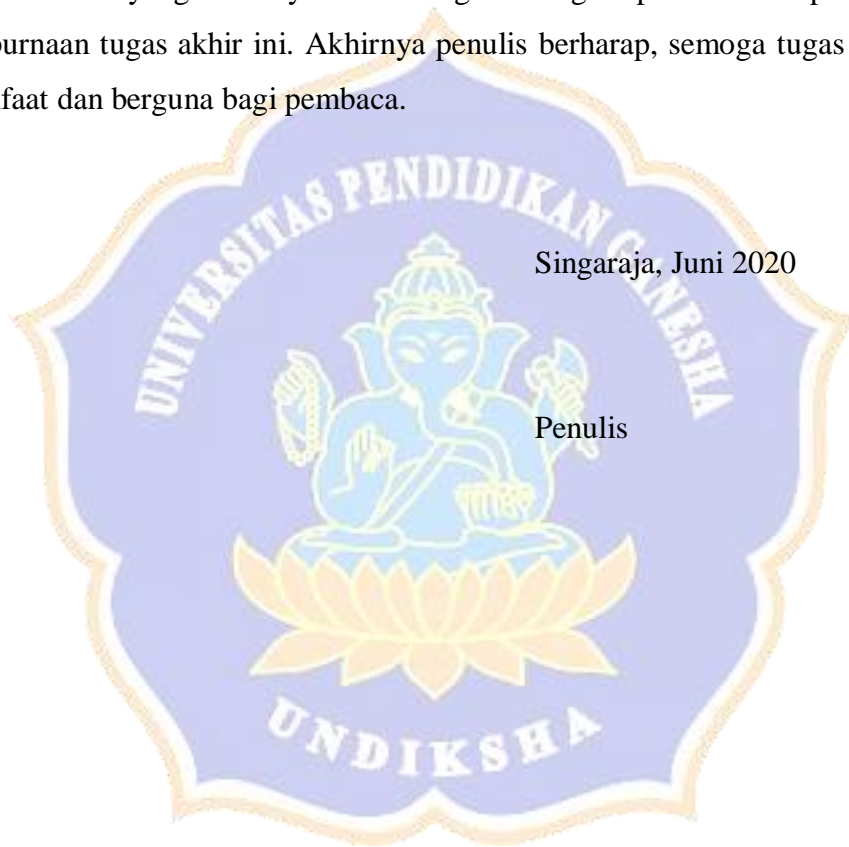 purnaan tugas akhir ini. Akhirnya penulis berharap, semoga tugas
faat dan berguna bagi pembaca.
UNIVERSITAS PENDIDIKAN GANESHA
Singaraja, Juni 2020
Penulis
UNDIKSHA